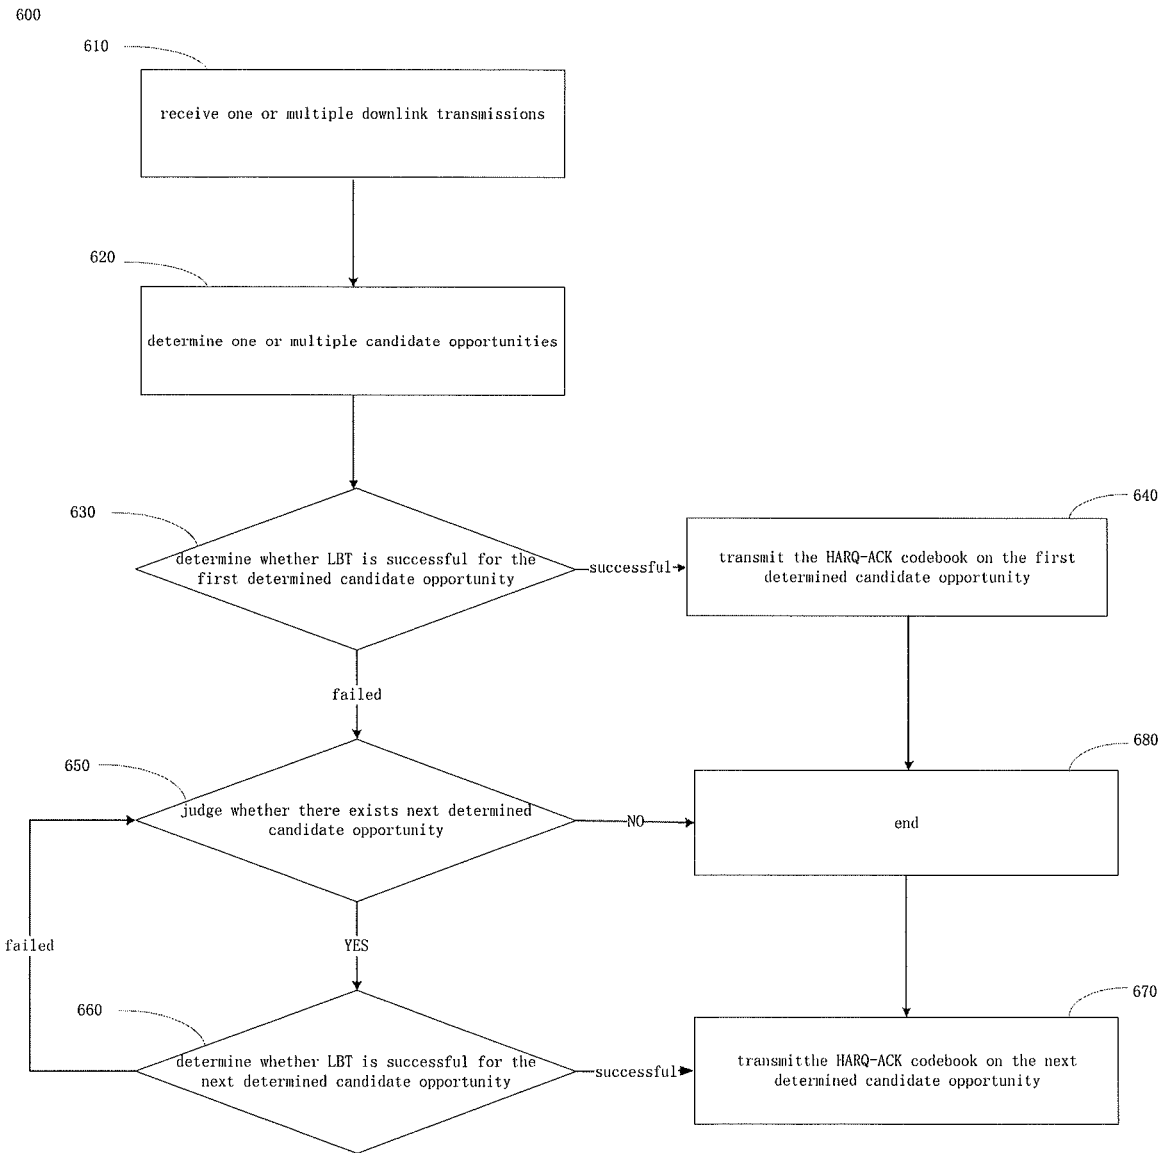 600
610
receive one or multiple downlink transmissions
620
determine one or multiple candidate opportunities
630
determine whether LBT is successful for the
first determined candidate opportunity
successful
640
transmit the HARQ-ACK codebook on the first
determined candidate opportunity
failed
650
judge whether there exists next determined
candidate opportunity
NO
680
end
failed
YES
660
determine whether LBT is successful for the
next determined candidate opportunity
successful
670
transmitthe HARQ-ACK codebook on the next
determined candidate opportunity